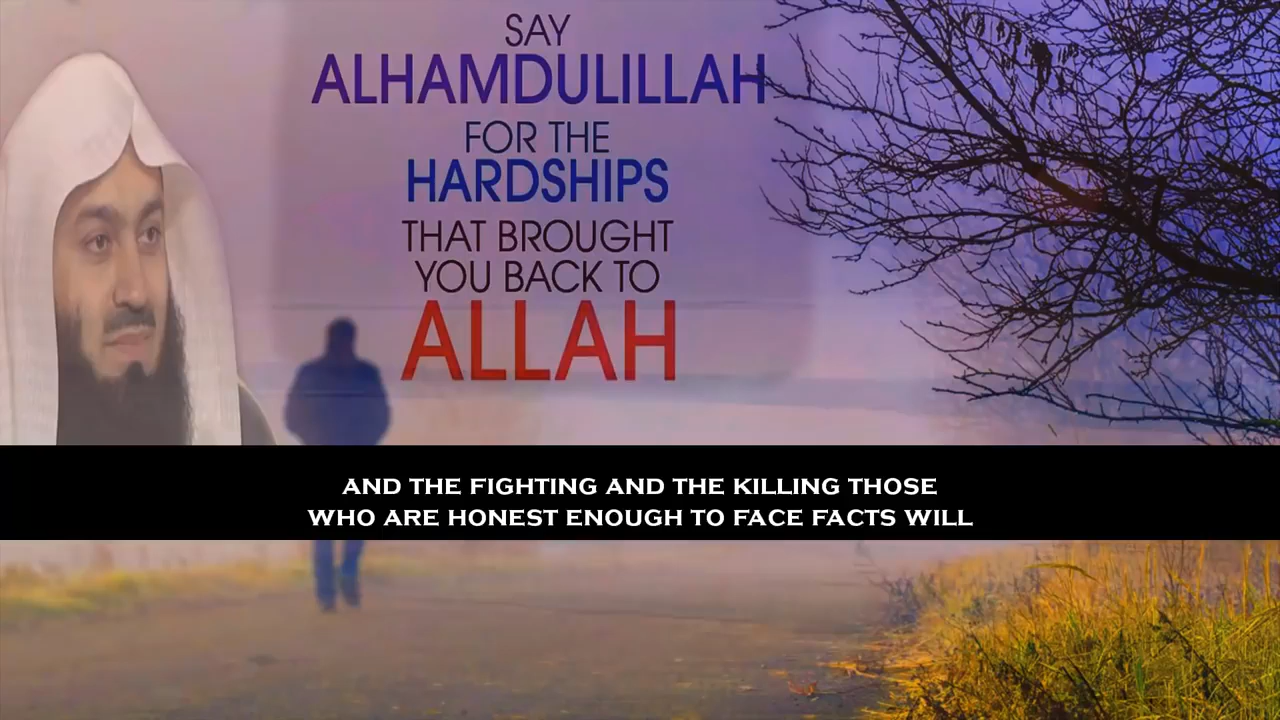 SAY
ALHAMDULILLAH
FOR THE
HARDSHIPS
THAT BROUGHT
YOU BACK TO
ALLAH
AND THE FIGHTING AND THE KILLING THOSE
WHO ARE HONEST ENOUGH TO FACE FACTS WILL